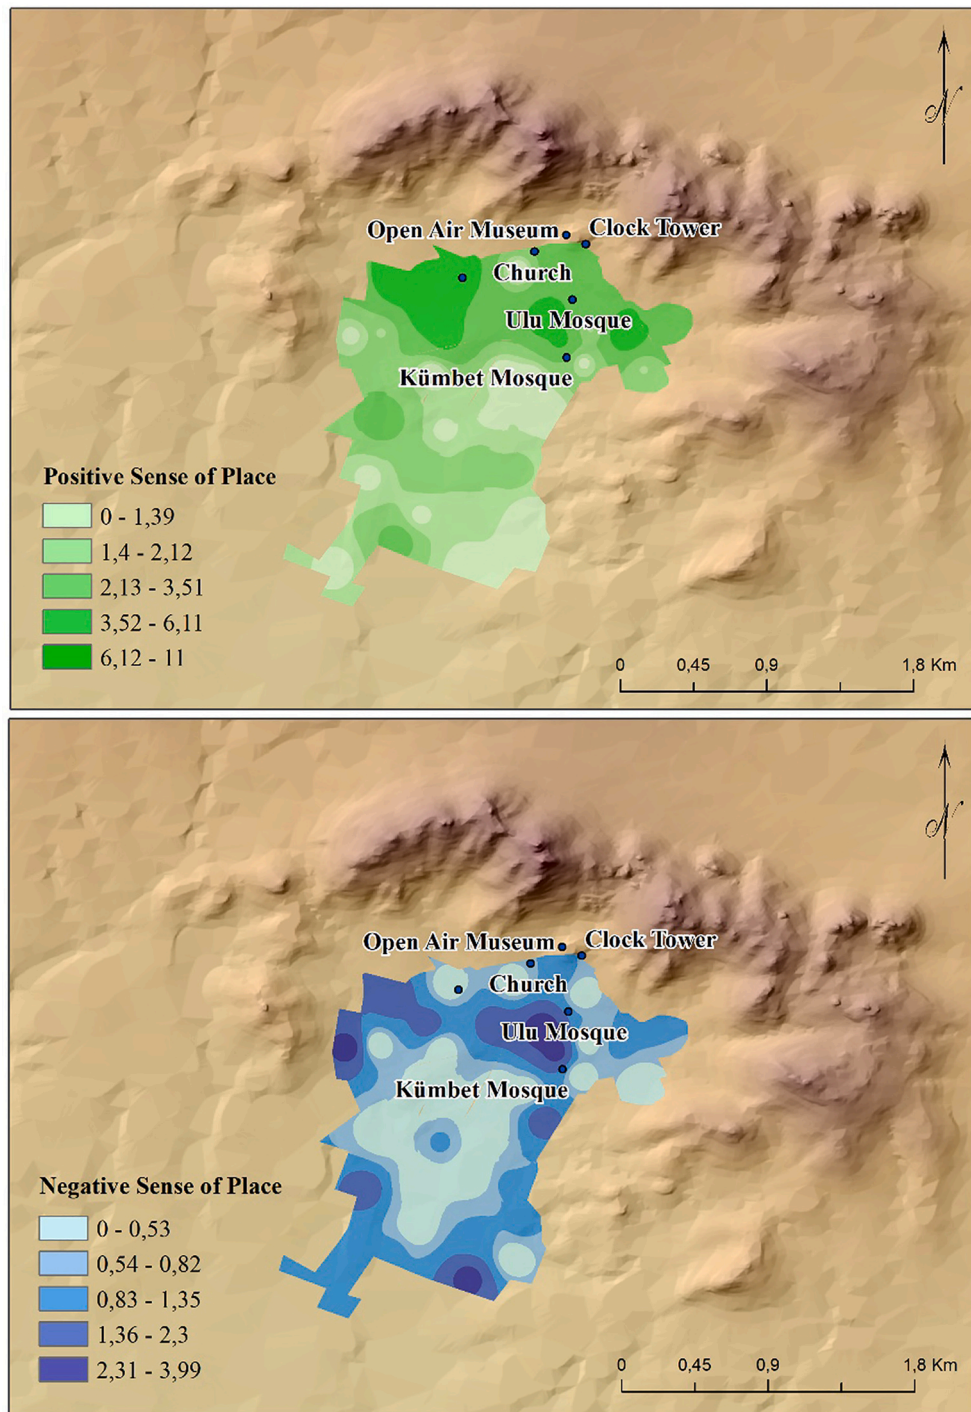 N
Open Air Museum
Clock Tower
Church
Ulu Mosque
Kümbet Mosque
Positive Sense of Place
0 - 1,39
1,4 - 2,12
2,13 - 3,51
3,52 - 6,11
6,12 - 11
0 0,45 0,9 1,8 Km
N
Open Air Museum
Clock Tower
Church
Ulu Mosque
Kümbet Mosque
Negative Sense of Place
0 - 0,53
0,54 - 0,82
0,83 - 1,35
1,36 - 2,3
2,31 - 3,99
0 0,45 0,9 1,8 Km